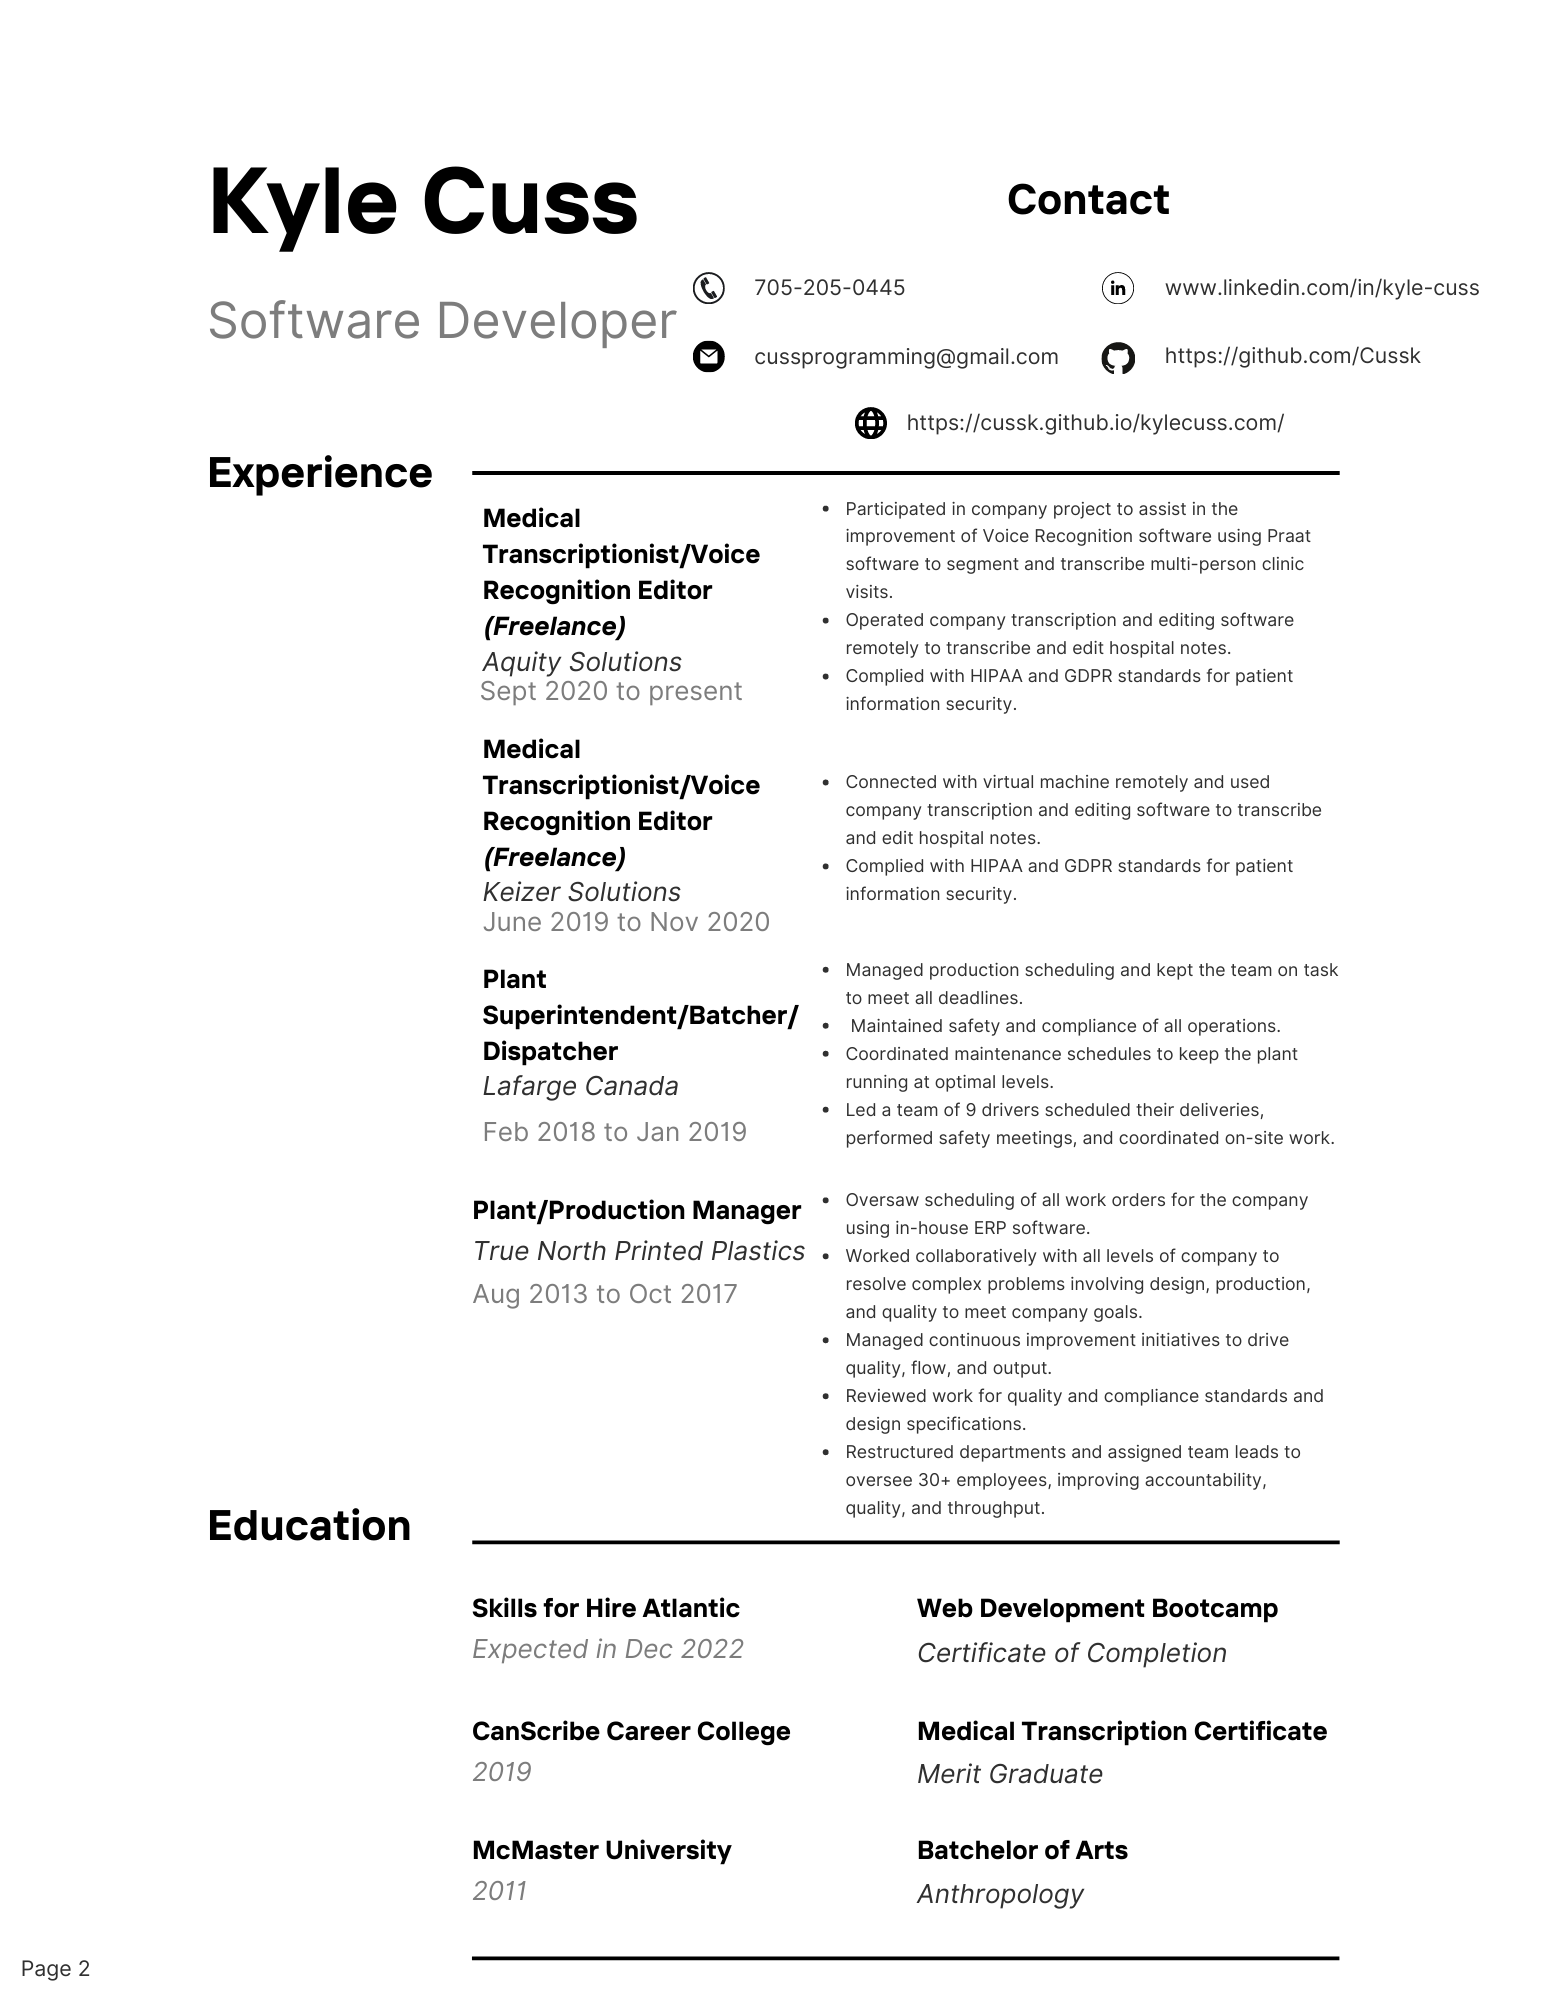 Kyle Cuss
Software Developer
Contact
705-205-0445
www.linkedin.com/in/kyle-cuss
cussprogramming@gmail.com
https://github.com/Cussk
https://cussk.github.io/kylecuss.com/
Experience
Medical
Transcriptionist/Voice
Recognition Editor
(Freelance)
Aquity Solutions
Sept 2020 to present
• Participated in company project to assist in the
improvement of Voice Recognition software using Praat
software to segment and transcribe multi-person clinic
visits.
• Operated company transcription and editing software
remotely to transcribe and edit hospital notes.
• Complied with HIPAA and GDPR standards for patient
information security.
Medical
Transcriptionist/Voice
Recognition Editor
(Freelance)
Keizer Solutions
June 2019 to Nov 2020
• Connected with virtual machine remotely and used
company transcription and editing software to transcribe
and edit hospital notes.
• Complied with HIPAA and GDPR standards for patient
information security.
Plant
Superintendent/Batcher/
Dispatcher
Lafarge Canada
Feb 2018 to Jan 2019
• Managed production scheduling and kept the team on task
to meet all deadlines.
• Maintained safety and compliance of all operations.
• Coordinated maintenance schedules to keep the plant
running at optimal levels.
• Led a team of 9 drivers scheduled their deliveries,
performed safety meetings, and coordinated on-site work.
Plant/Production Manager
True North Printed Plastics
Aug 2013 to Oct 2017
• Oversaw scheduling of all work orders for the company
using in-house ERP software.
• Worked collaboratively with all levels of company to
resolve complex problems involving design, production,
and quality to meet company goals.
• Managed continuous improvement initiatives to drive
quality, flow, and output.
• Reviewed work for quality and compliance standards and
design specifications.
• Restructured departments and assigned team leads to
oversee 30+ employees, improving accountability,
quality, and throughput.
Education
Skills for Hire Atlantic
Expected in Dec 2022
Web Development Bootcamp
Certificate of Completion
CanScribe Career College
2019
Medical Transcription Certificate
Merit Graduate
McMaster University
2011
Batchelor of Arts
Anthropology
Page 2